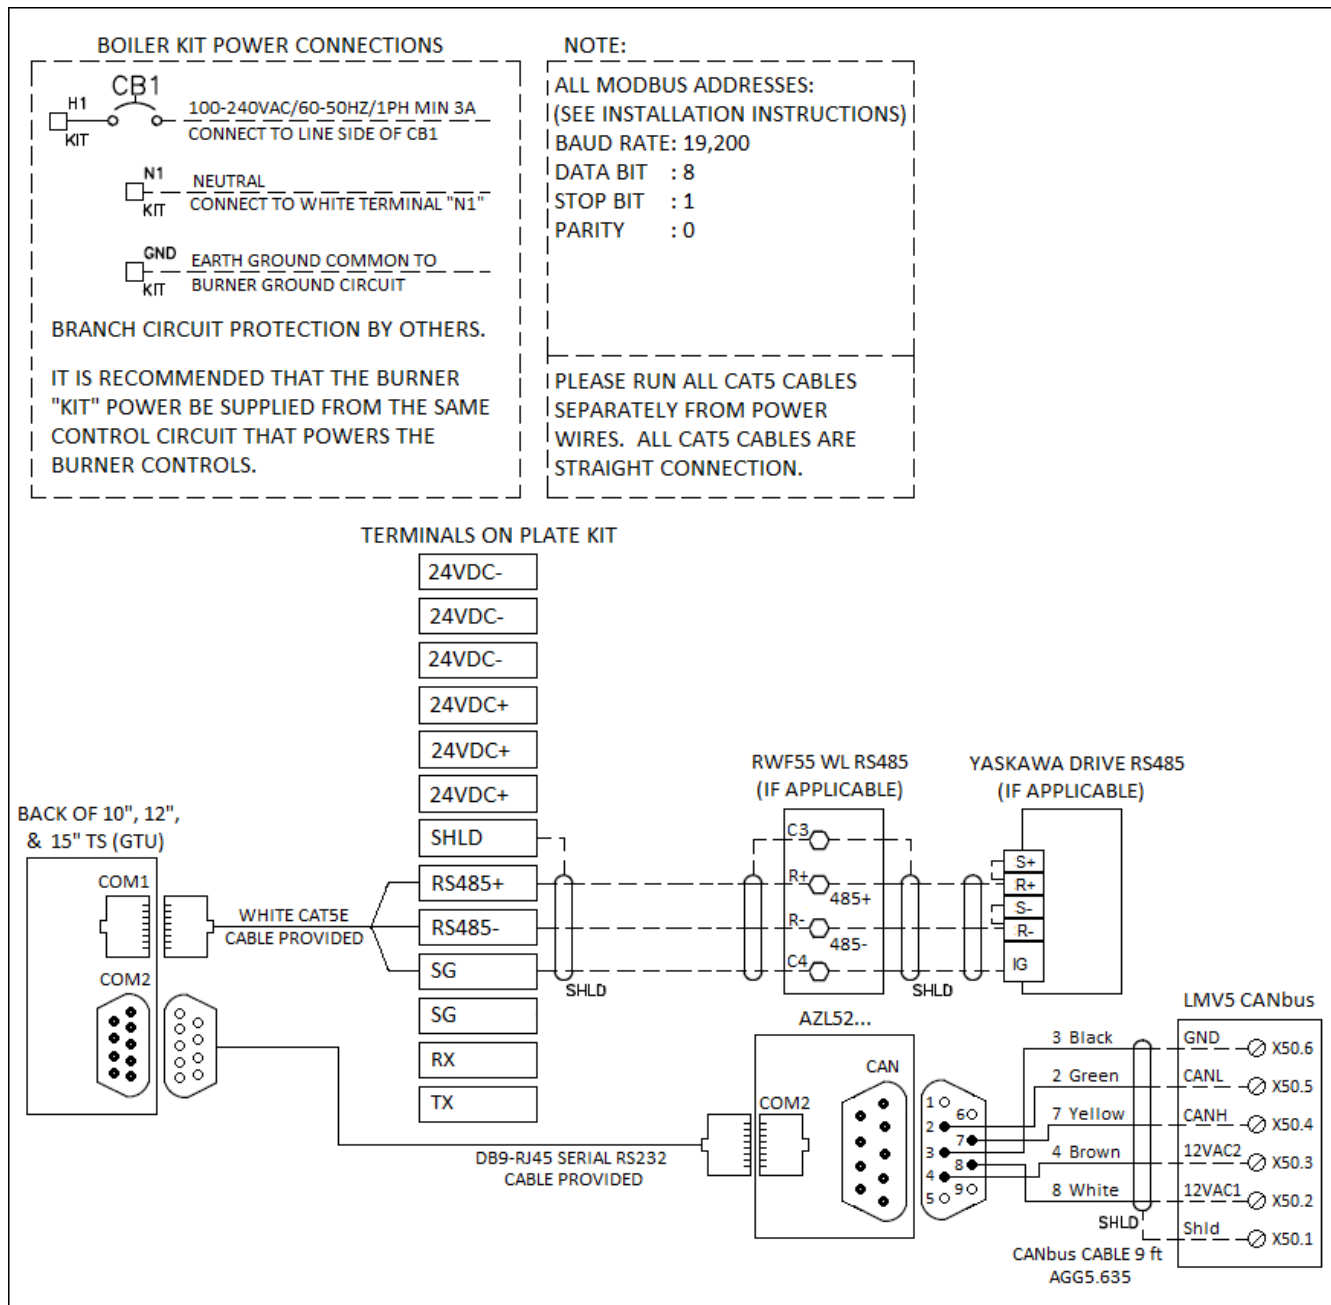 BOILER KIT POWER CONNECTIONS
CB1
H1
KIT
100-240VAC/60-50HZ/1PH MIN 3A
CONNECT TO LINE SIDE OF CB1
N1
KIT
NEUTRAL
CONNECT TO WHITE TERMINAL "N1"
GND
KIT
EARTH GROUND COMMON TO
BURNER GROUND CIRCUIT
BRANCH CIRCUIT PROTECTION BY OTHERS.
IT IS RECOMMENDED THAT THE BURNER
"KIT" POWER BE SUPPLIED FROM THE SAME
CONTROL CIRCUIT THAT POWERS THE
BURNER CONTROLS.
NOTE:
ALL MODBUS ADDRESSES:
(SEE INSTALLATION INSTRUCTIONS)
BAUD RATE: 19,200
DATA BIT : 8
STOP BIT : 1
PARITY : 0
PLEASE RUN ALL CAT5 CABLES
SEPARATELY FROM POWER
WIRES. ALL CAT5 CABLES ARE
STRAIGHT CONNECTION.
TERMINALS ON PLATE KIT
24VDC-
24VDC-
24VDC-
24VDC+
24VDC+
24VDC+
SHLD
RS485+
RS485-
SG
SG
RX
TX
BACK OF 10", 12",
& 15" TS (GTU)
COM1
COM2
WHITE CAT5E
CABLE PROVIDED
SHLD
RWF55 WL RS485
(IF APPLICABLE)
C3
R+
485+
R-
485-
C4
SHLD
YASKAWA DRIVE RS485
(IF APPLICABLE)
S+
R+
S-
R-
IG
DB9-RJ45 SERIAL RS232
CABLE PROVIDED
AZL52...
CAN
COM2
1
2
3
4
5
6
7
8
9
3 Black
2 Green
7 Yellow
4 Brown
8 White
SHLD
CANbus CABLE 9 ft
AGG5.635
LMV5 CANbus
GND X50.6
CANL X50.5
CANH X50.4
12VAC2 X50.3
12VAC1 X50.2
Shld X50.1